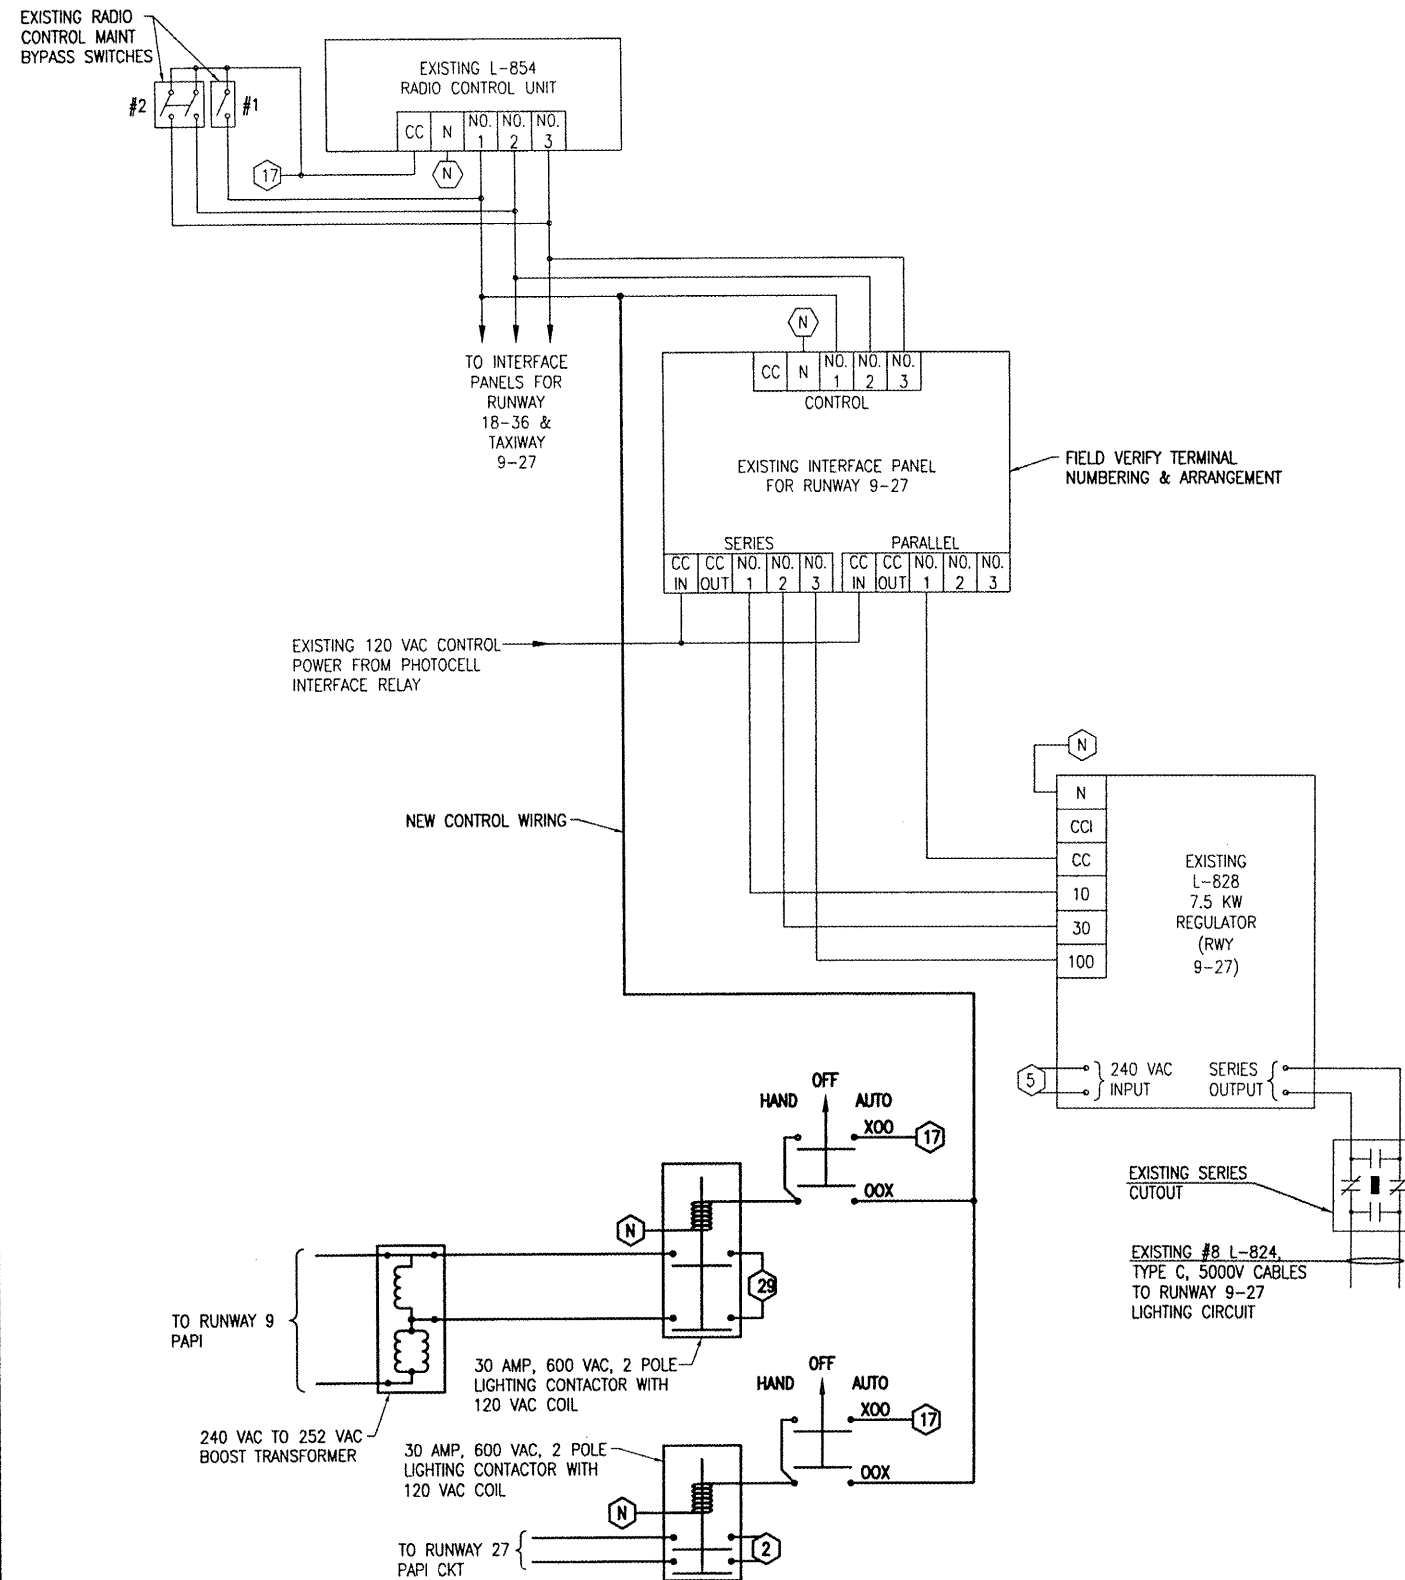 EXISTING RADIO
CONTROL MAINT
BYPASS SWITCHES
#2
#1
EXISTING L-854
RADIO CONTROL UNIT
CC
N
NO.
1
NO.
2
NO.
3
17
N
TO INTERFACE
PANELS FOR
RUNWAY
18-36 &
TAXIWAY
9-27
N
CC
N
NO.
1
NO.
2
NO.
3
CONTROL
EXISTING INTERFACE PANEL
FOR RUNWAY 9-27
FIELD VERIFY TERMINAL
NUMBERING & ARRANGEMENT
SERIES
PARALLEL
CC
IN
CC
OUT
NO.
1
NO.
2
NO.
3
CC
IN
CC
OUT
NO.
1
NO.
2
NO.
3
EXISTING 120 VAC CONTROL
POWER FROM PHOTOCELL
INTERFACE RELAY
NEW CONTROL WIRING
N
N
CCI
CC
10
30
100
EXISTING
L-828
7.5 KW
REGULATOR
(RWY
9-27)
5
240 VAC
INPUT
SERIES
OUTPUT
EXISTING SERIES
CUTOUT
EXISTING #8 L-824,
TYPE C, 5000V CABLES
TO RUNWAY 9-27
LIGHTING CIRCUIT
OFF
HAND
AUTO
XOO
17
OOX
N
29
TO RUNWAY 9
PAPI
30 AMP, 600 VAC, 2 POLE
LIGHTING CONTACTOR WITH
120 VAC COIL
240 VAC TO 252 VAC
BOOST TRANSFORMER
OFF
HAND
AUTO
XOO
17
OOX
30 AMP, 600 VAC, 2 POLE
LIGHTING CONTACTOR WITH
120 VAC COIL
N
2
TO RUNWAY 27
PAPI CKT